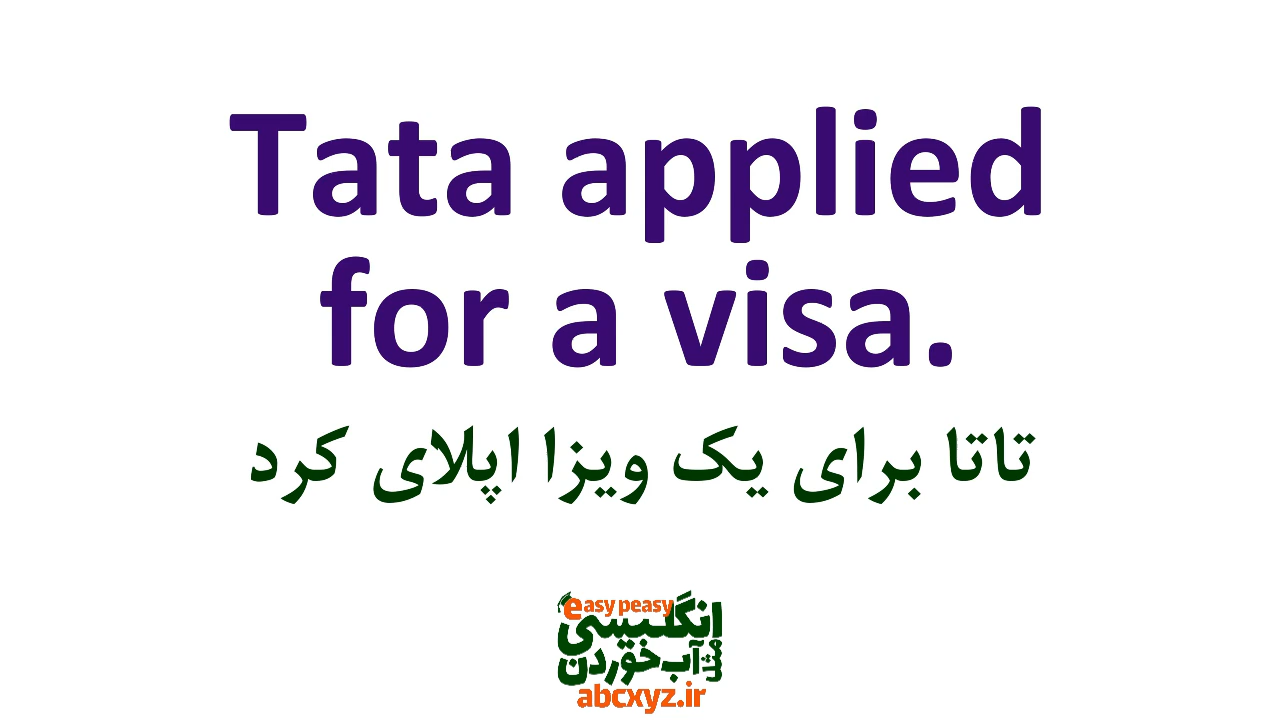 Tata applied
for a visa.
تاتا برای یک ویزا اپلای کرد
easy peasy
انگلیسی
مثل آب خوردن
abcxyz.ir